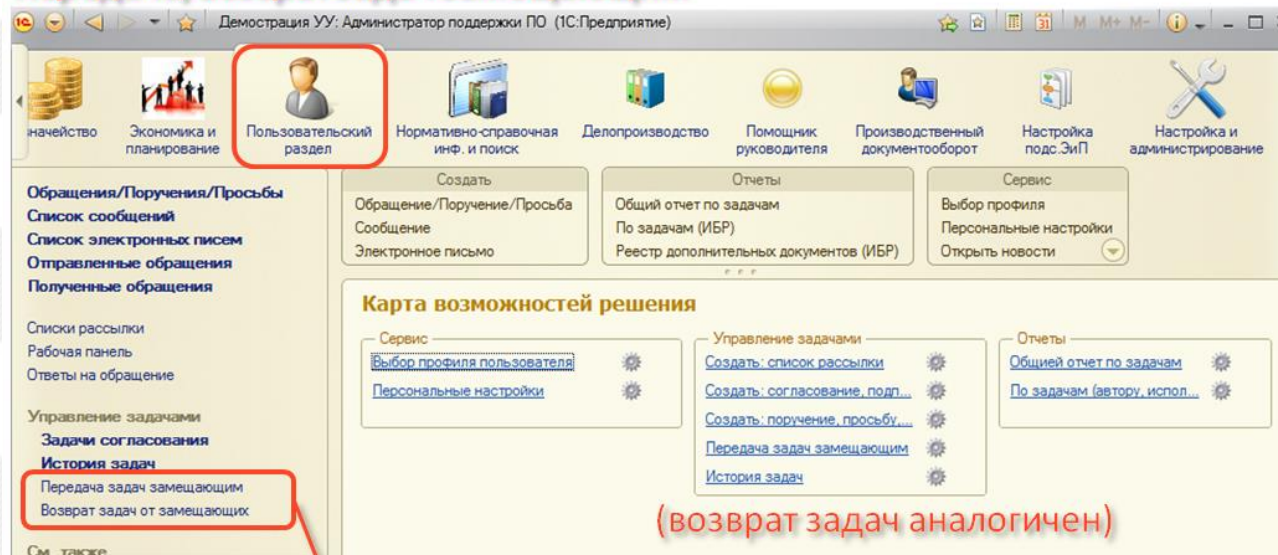 Демострация УУ: Администратор поддержки ПО (1С:Предприятие)
31 M M+ M-
начейство
Экономика и планирование
Пользовательский раздел
Нормативно-справочная инф. и поиск
Делопроизводство
Помощник руководителя
Производственный документооборот
Настройка подс.ЭиП
Настройка и администрирование
Обращения/Поручения/Просьбы
Список сообщений
Список электронных писем
Отправленные обращения
Полученные обращения
Списки рассылки
Рабочая панель
Ответы на обращение
Управление задачами
Задачи согласования
История задач
Передача задач замещающим
Возврат задач от замещающих
См. также
Создать
Обращение/Поручение/Просьба
Сообщение
Электронное письмо
Отчеты
Общий отчет по задачам
По задачам (ИБР)
Реестр дополнительных документов (ИБР)
Сервис
Выбор профиля
Персональные настройки
Открыть новости
Карта возможностей решения
Сервис
Выбор профиля пользователя
Персональные настройки
Управление задачами
Создать: список рассылки
Создать: согласование, подп...
Создать: поручение, просьбу,...
Передача задач замещающим
История задач
Отчеты
Общией отчет по задачам
По задачам (автору, испол...
(возврат задач аналогичен)